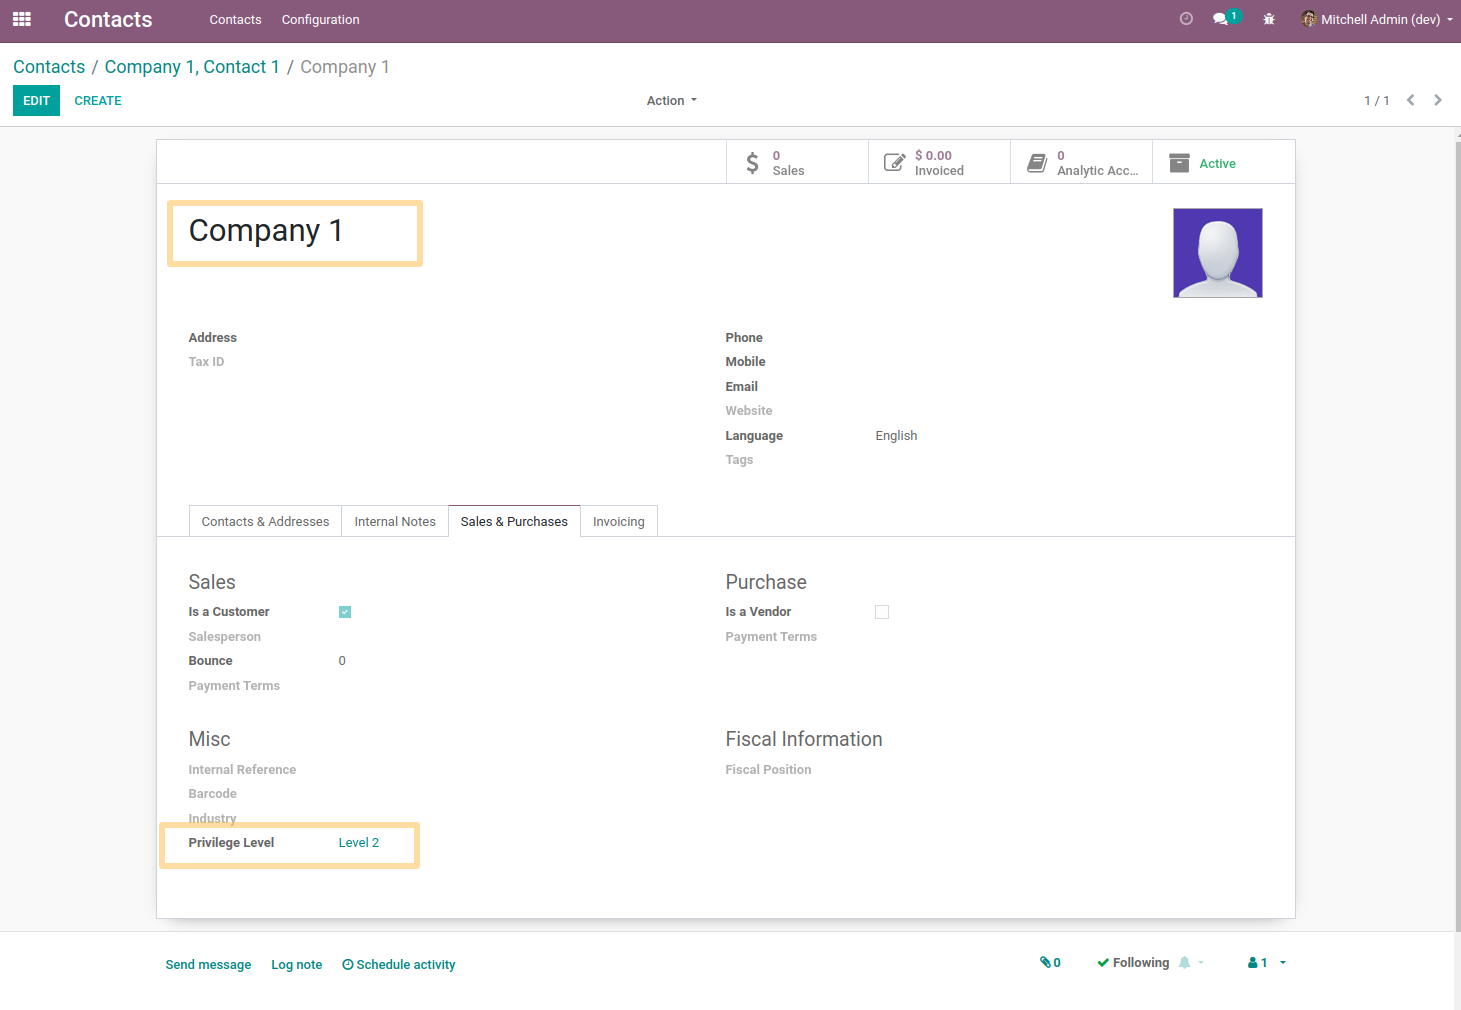 Contacts Contacts Configuration 1 Mitchell Admin (dev)
Contacts / Company 1, Contact 1 / Company 1
EDIT CREATE Action 1 / 1
0 Sales $ 0.00 Invoiced 0 Analytic Acc... Active
Company 1
Address Phone
Tax ID Mobile
Email
Website
Language English
Tags
Contacts & Addresses Internal Notes Sales & Purchases Invoicing
Sales Purchase
Is a Customer Is a Vendor
Salesperson Payment Terms
Bounce 0
Payment Terms
Misc Fiscal Information
Internal Reference Fiscal Position
Barcode
Industry
Privilege Level Level 2
Send message Log note Schedule activity 0 Following 1